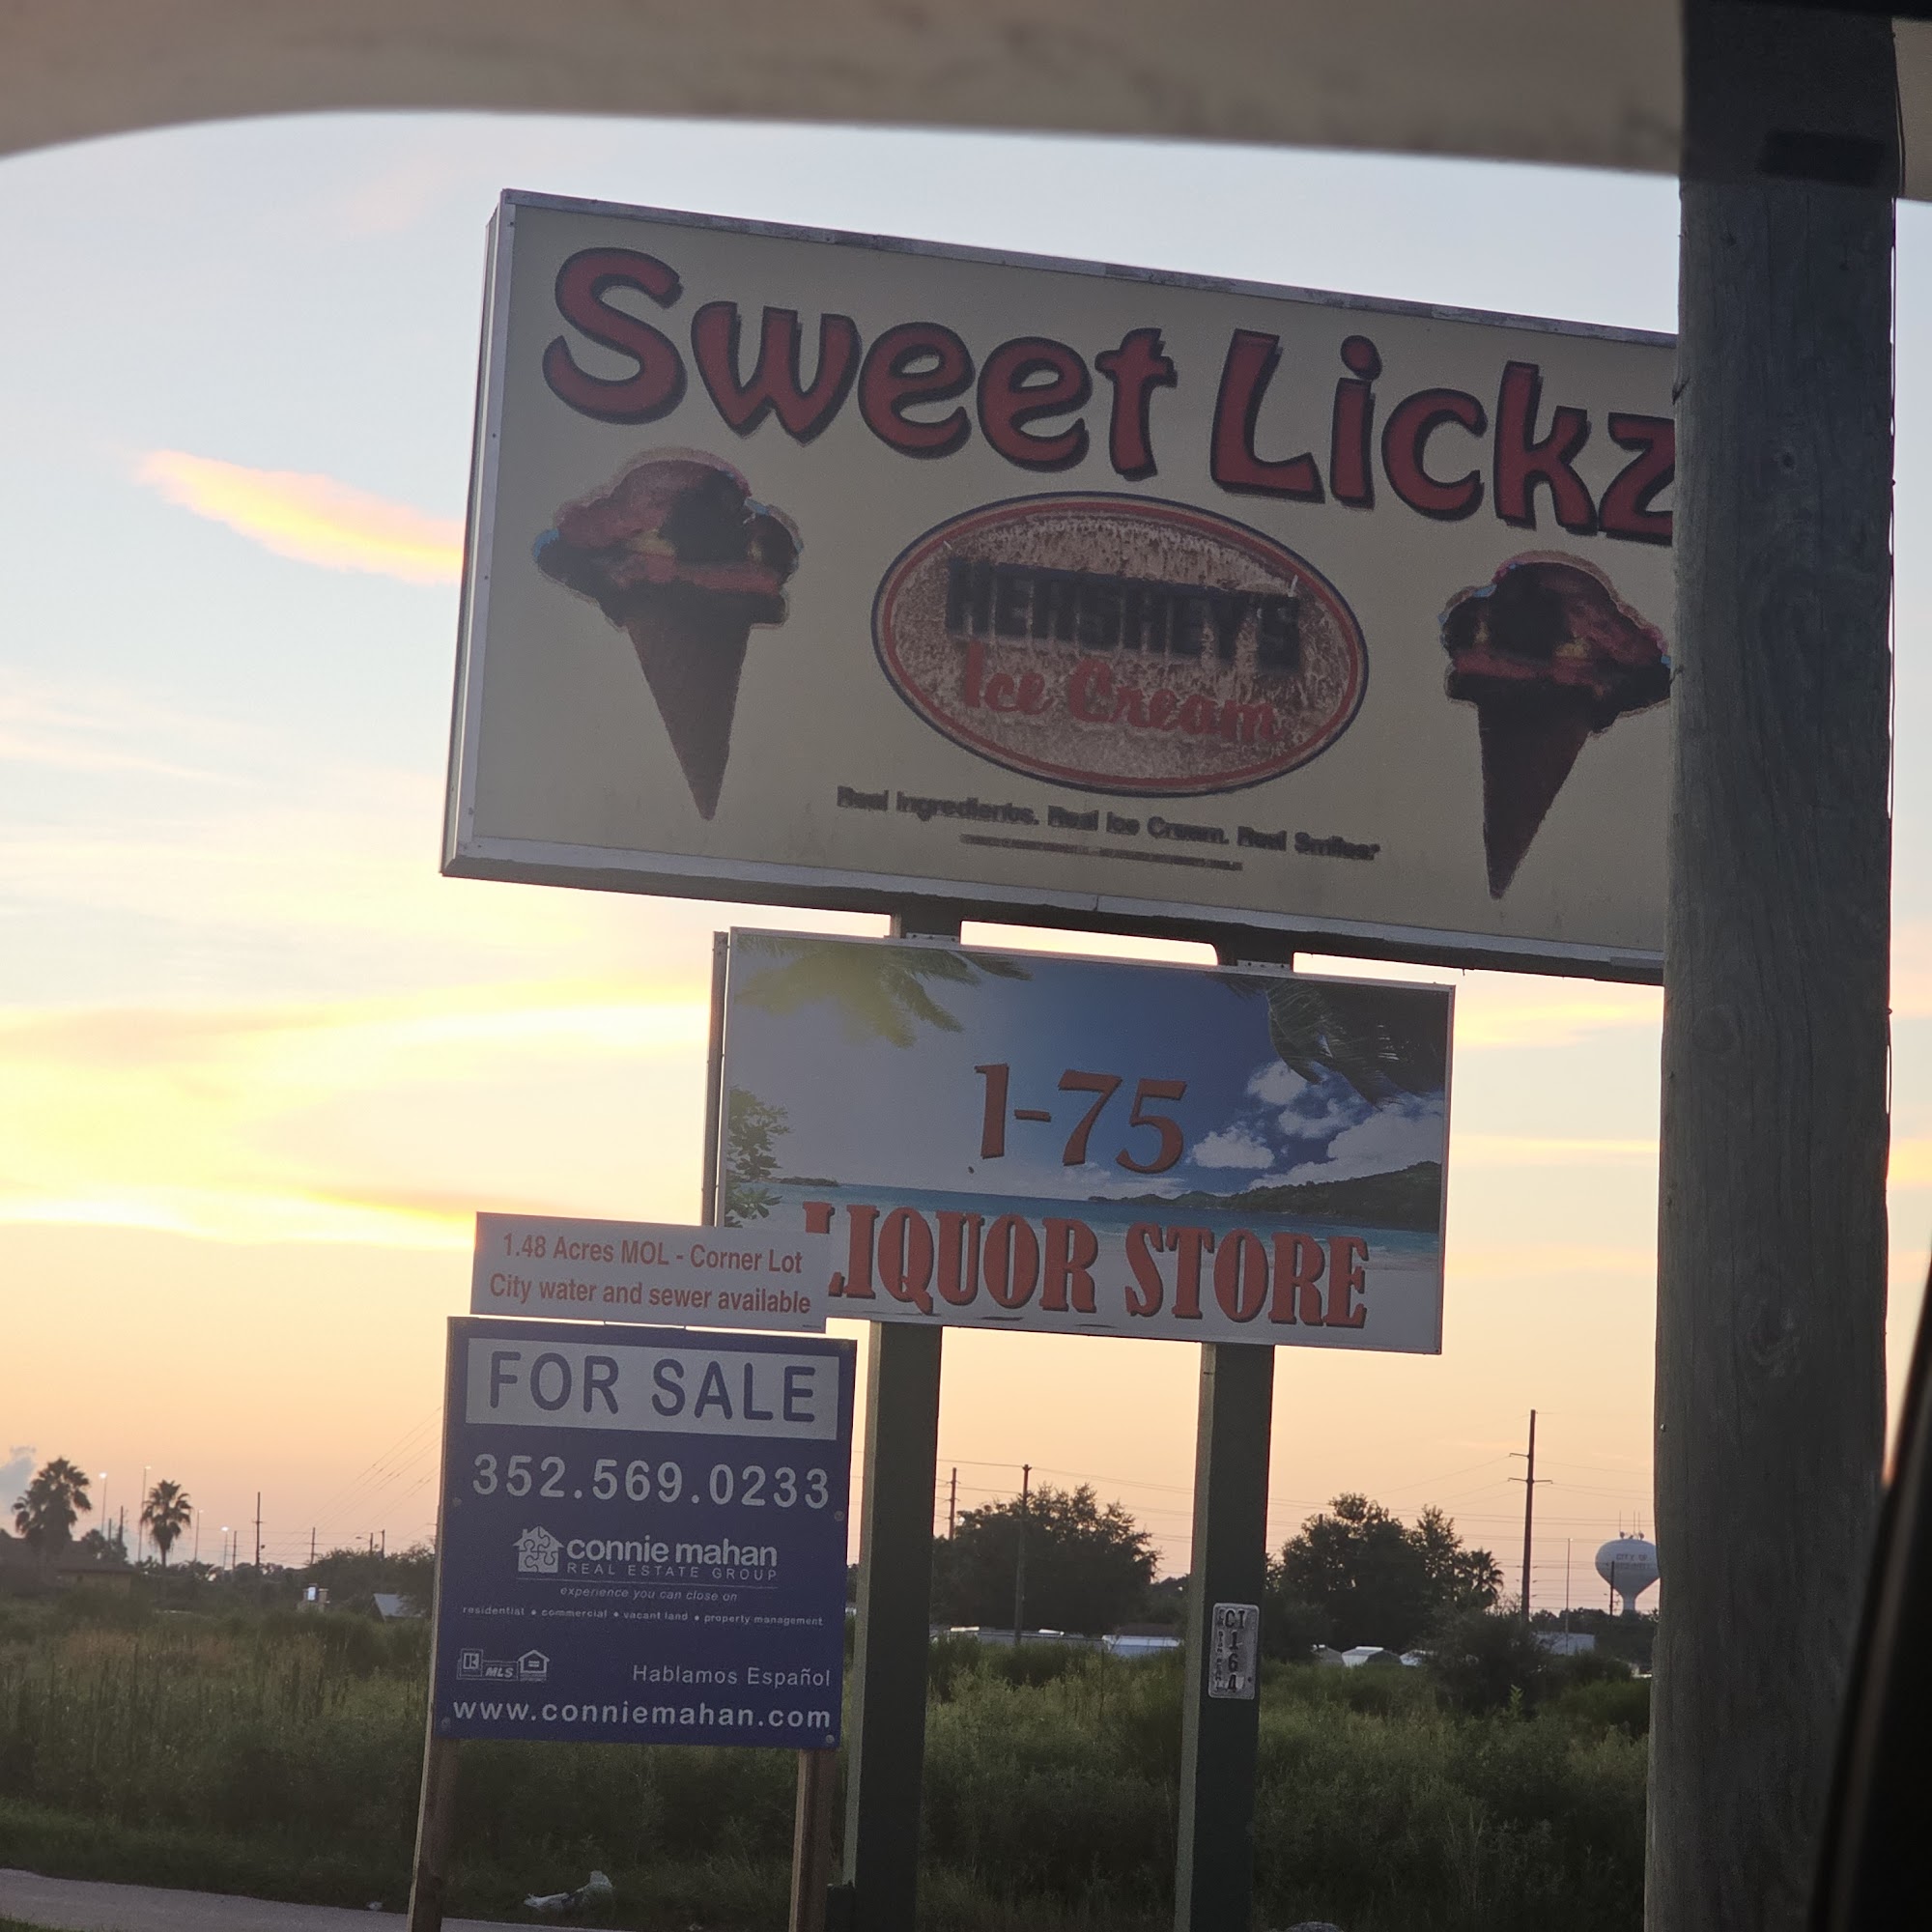 Sweet Lickz
HERSHEY'S
Ice Cream
Real Ingredients. Real Ice Cream. Real Smiles.
1-75
LIQUOR STORE
1.48 Acres MOL - Corner Lot
City water and sewer available
FOR SALE
352.569.0233
connie mahan
REAL ESTATE GROUP
experience you can close on
residential • commercial • vacant land • property management
R MLS
Hablamos Español
www.conniemahan.com
CITY OF